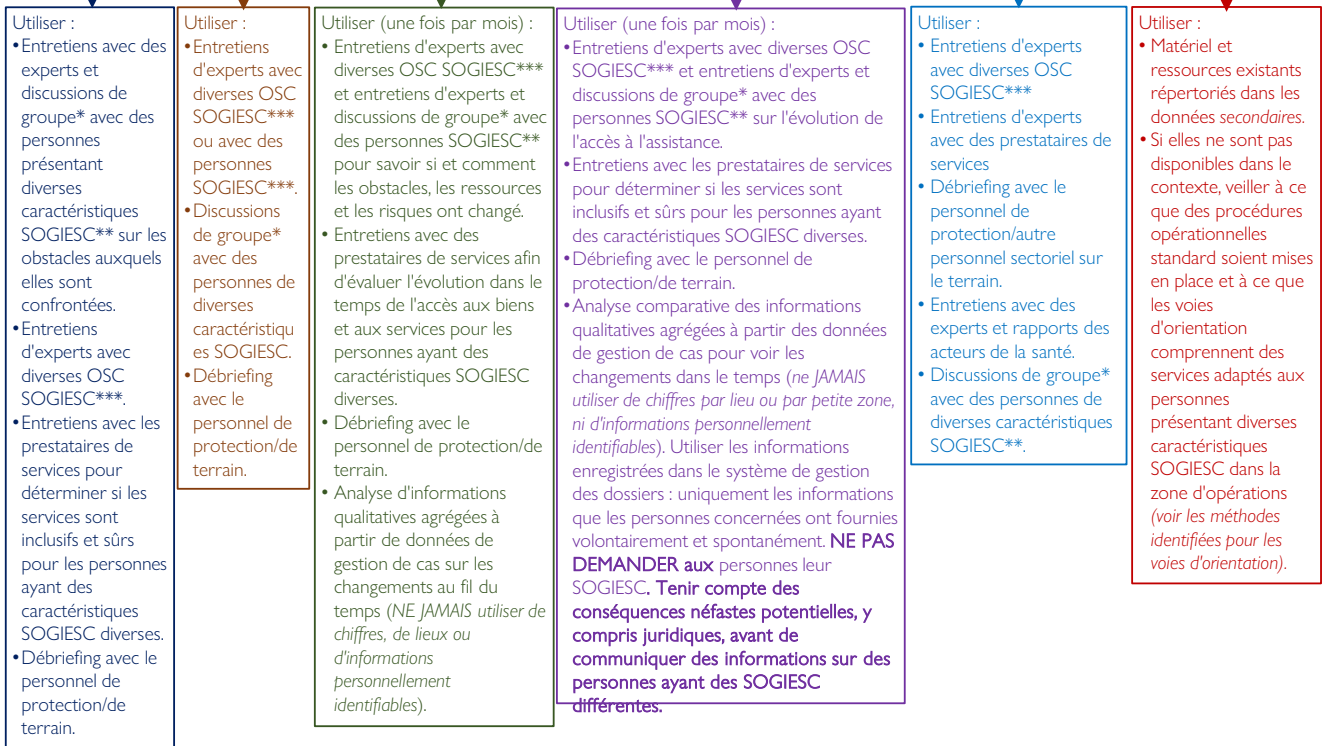 Utiliser :
•Entretiens avec des
experts et
discussions de
groupe* avec des
personnes
présentant
diverses
caractéristiques
SOGIESC** sur les
obstacles auxquels
elles sont
confrontées.
•Entretiens
d'experts avec
diverses OSC
SOGIESC***.
•Entretiens avec les
prestataires de
services pour
déterminer si les
services sont
inclusifs et sûrs
pour les personnes
ayant des
caractéristiques
SOGIESC diverses.
•Débriefing avec le
personnel de
protection/de
terrain.
Utiliser :
•Entretiens
d'experts avec
diverses OSC
SOGIESC***
ou avec des
personnes
SOGIESC***.
•Discussions
de groupe*
avec des
personnes de
diverses
caractéristiqu
es SOGIESC.
•Débriefing
avec le
personnel de
protection/de
terrain.
Utiliser (une fois par mois) :
• Entretiens d'experts avec
diverses OSC SOGIESC***
et entretiens d'experts et
discussions de groupe* avec
des personnes SOGIESC**
pour savoir si et comment
les obstacles, les ressources
et les risques ont changé.
• Entretiens avec des
prestataires de services afin
d'évaluer l'évolution dans le
temps de l'accès aux biens
et aux services pour les
personnes ayant des
caractéristiques SOGIESC
diverses.
• Débriefing avec le
personnel de protection/de
terrain.
• Analyse d'informations
qualitatives agrégées à
partir de données de
gestion de cas sur les
changements au fil du
temps (NE JAMAIS utiliser de
chiffres, de lieux ou
d'informations
personnellement
identifiables).
Utiliser (une fois par mois) :
•Entretiens d'experts avec diverses OSC
SOGIESC*** et entretiens d'experts et
discussions de groupe* avec des
personnes SOGIESC** sur l'évolution de
l'accès à l'assistance.
•Entretiens avec les prestataires de services
pour déterminer si les services sont
inclusifs et sûrs pour les personnes ayant
des caractéristiques SOGIESC diverses.
•Débriefing avec le personnel de
protection/de terrain.
•Analyse comparative des informations
qualitatives agrégées à partir des données
de gestion de cas pour voir les
changements dans le temps (ne JAMAIS
utiliser de chiffres par lieu ou par petite zone,
ni d'informations personnellement
identifiables). Utiliser les informations
enregistrées dans le système de gestion
des dossiers : uniquement les informations
que les personnes concernées ont fournies
volontairement et spontanément. NE PAS
DEMANDER aux personnes leur
SOGIESC. Tenir compte des
conséquences néfastes potentielles, y
compris juridiques, avant de
communiquer des informations sur des
personnes ayant des SOGIESC
différentes.
Utiliser :
• Entretiens d'experts
avec diverses OSC
SOGIESC***
• Entretiens d'experts
avec des prestataires de
services
• Débriefing avec le
personnel de
protection/autre
personnel sectoriel sur
le terrain.
• Entretiens avec des
experts et rapports des
acteurs de la santé.
• Discussions de groupe*
avec des personnes de
diverses caractéristiques
SOGIESC**.
Utiliser :
• Matériel et
ressources existants
répertoriés dans les
données secondaires.
• Si elles ne sont pas
disponibles dans le
contexte, veiller à ce
que des procédures
opérationnelles
standard soient mises
en place et à ce que
les voies
d'orientation
comprennent des
services adaptés aux
personnes
présentant diverses
caractéristiques
SOGIESC dans la
zone d'opérations
(voir les méthodes
identifiées pour les
voies d'orientation).